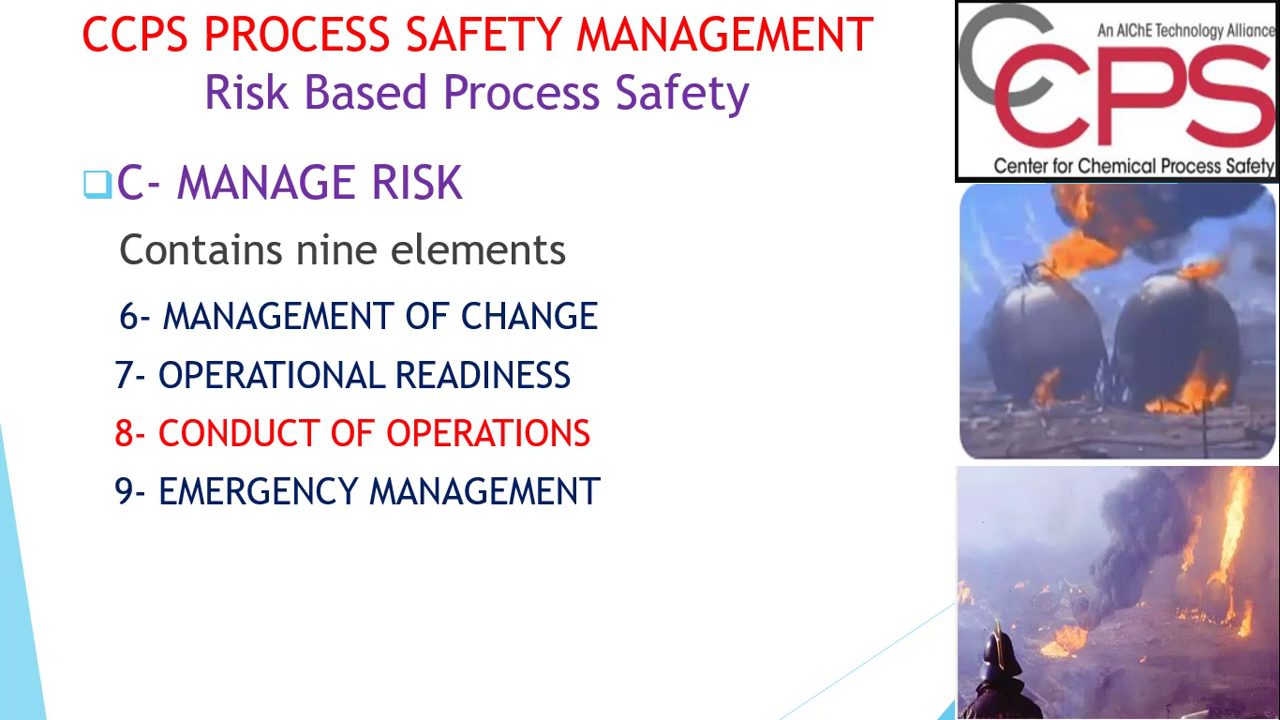 CCPS PROCESS SAFETY MANAGEMENT
Risk Based Process Safety
C- MANAGE RISK
Contains nine elements
6- MANAGEMENT OF CHANGE
7- OPERATIONAL READINESS
8- CONDUCT OF OPERATIONS
9- EMERGENCY MANAGEMENT
An AIChE Technology Alliance
CCPS
Center for Chemical Process Safety